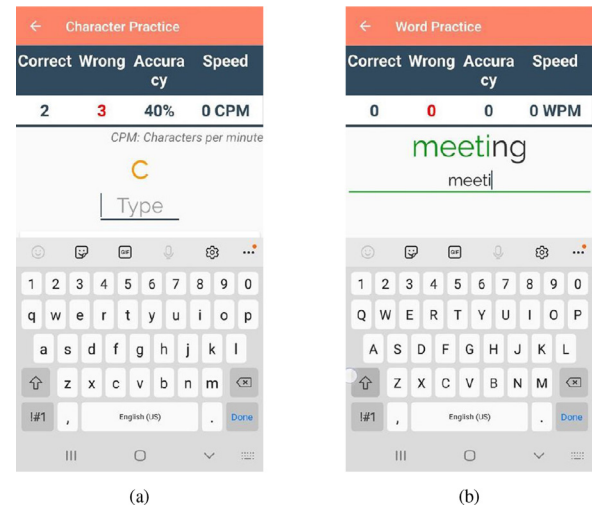 ← Character Practice
Correct Wrong Accura
cy Speed
2 3 40% 0 CPM
CPM: Characters per minute
C
Type
GIF
1 2 3 4 5 6 7 8 9 0
q w e r t y u i o p
a s d f g h j k l
z x c v b n m
!#1 , English (US) . Done
(a)
← Word Practice
Correct Wrong Accura
cy Speed
0 0 0 0 WPM
meeting
meeti
GIF
1 2 3 4 5 6 7 8 9 0
Q W E R T Y U I O P
A S D F G H J K L
Z X C V B N M
!#1 , English (US) . Done
(b)